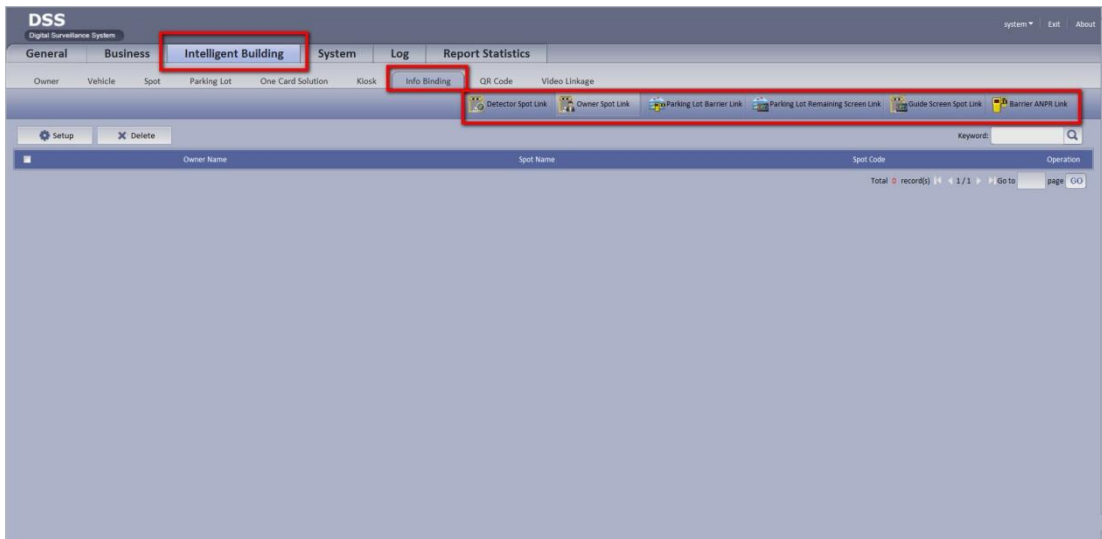 DSS
Digital Surveillance System
system Exit About
General Business Intelligent Building System Log Report Statistics
Owner Vehicle Spot Parking Lot One Card Solution Kiosk Info Binding QR Code Video Linkage
Detector Spot Link Owner Spot Link Parking Lot Barrier Link Parking Lot Remaining Screen Link Guide Screen Spot Link Barrier ANPR Link
Setup Delete Keyword:
Owner Name Spot Name Spot Code Operation
Total 0 record(s) 1/1 Go to page GO